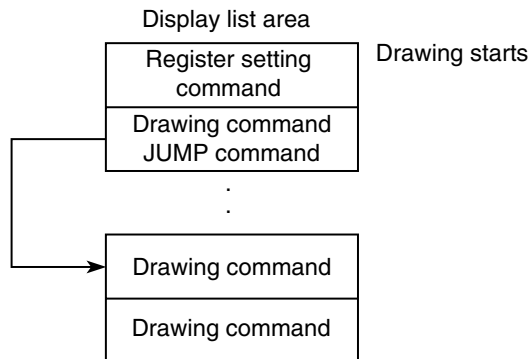 Display list area
Register setting
command
Drawing starts
Drawing command
JUMP command
.
.
Drawing command
Drawing command